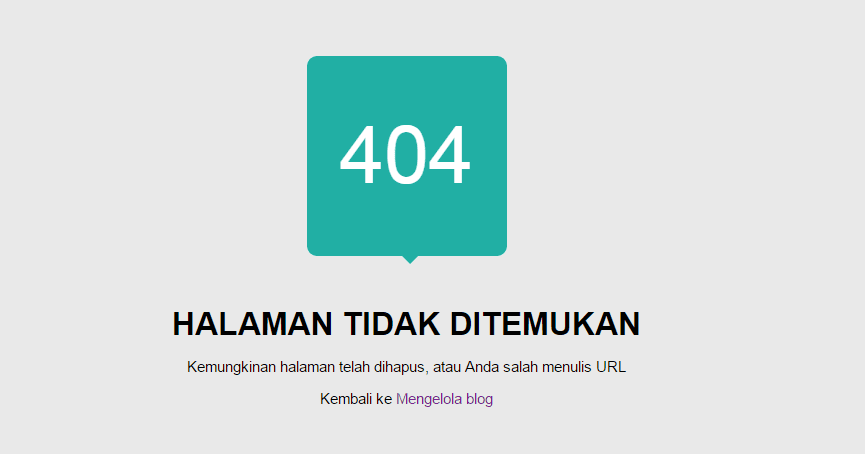 404
HALAMAN TIDAK DITEMUKAN
Kemungkinan halaman telah dihapus, atau Anda salah menulis URL
Kembali ke Mengelola blog